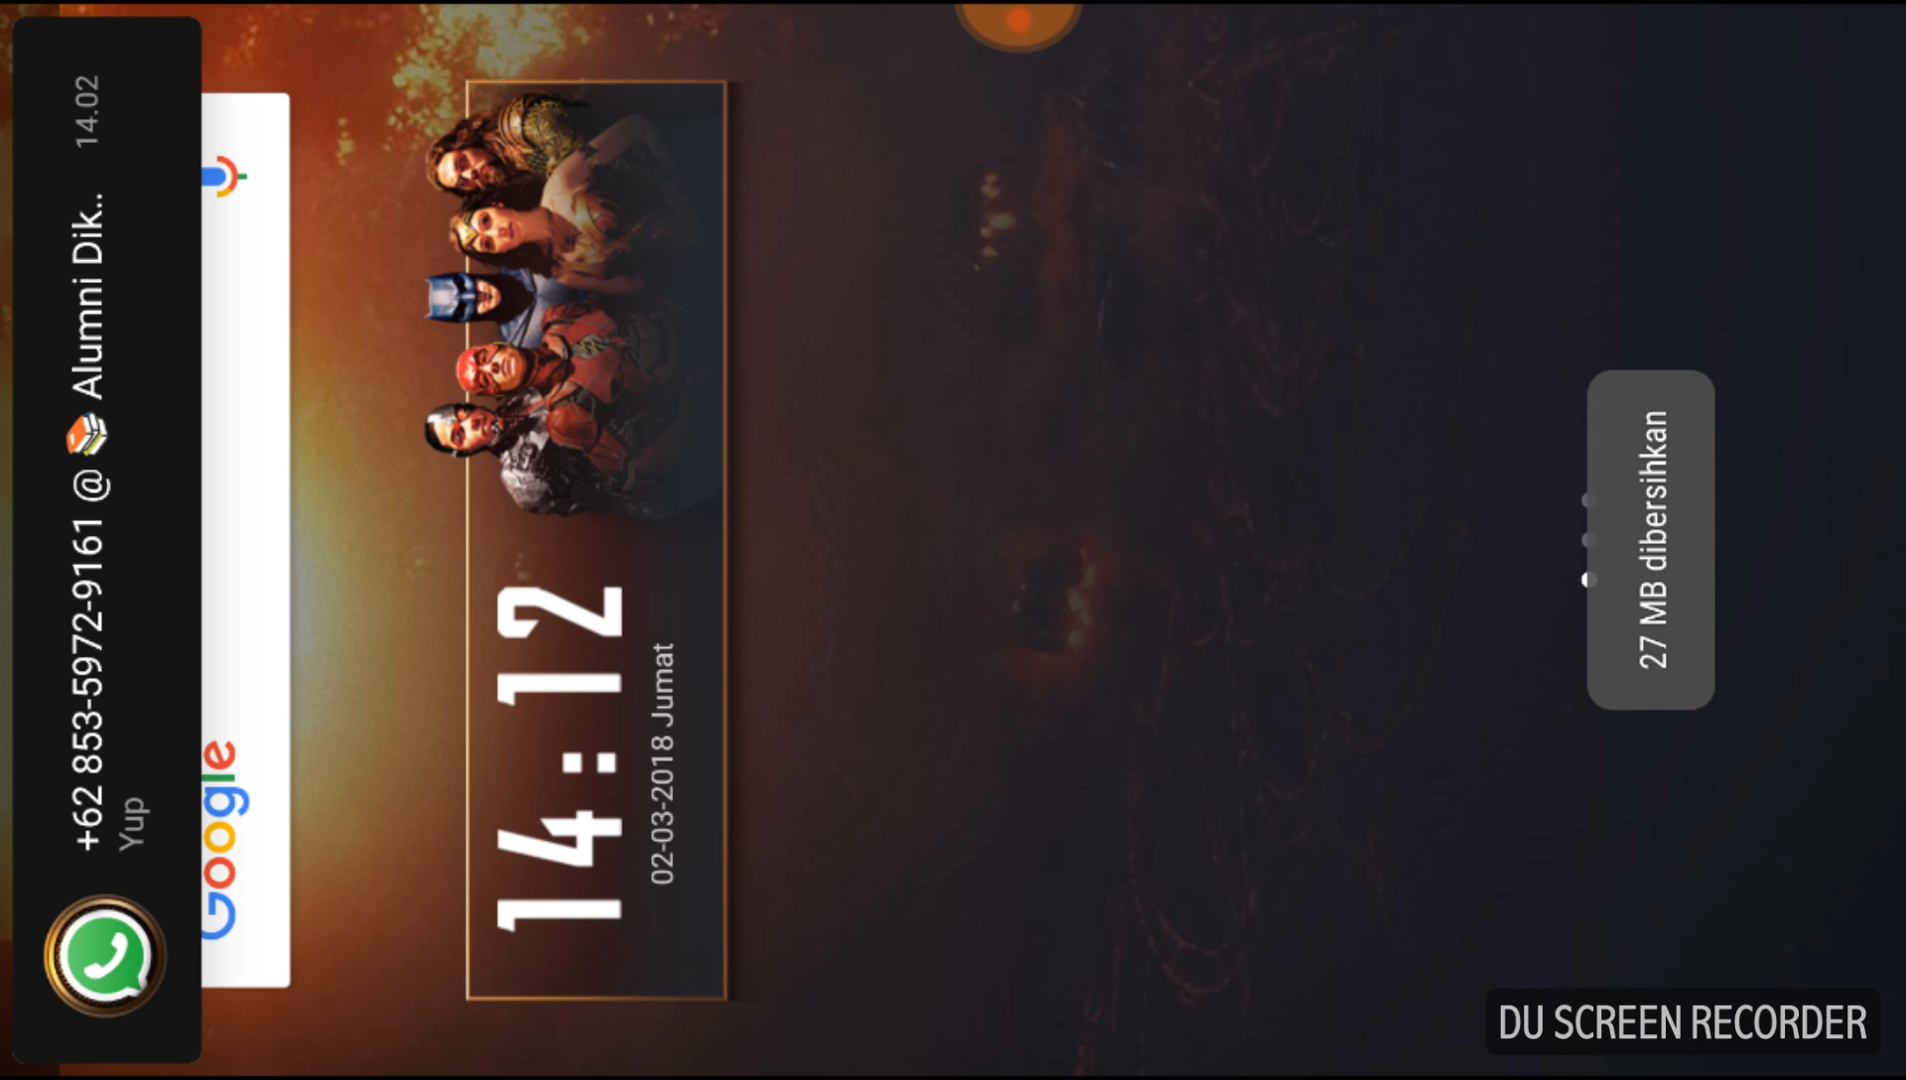 +62 853-5972-9161 @ 📚 Alumni Dik..
14.02
Yup
Google
14:12
02-03-2018 Jumat
27 MB dibersihkan
DU SCREEN RECORDER